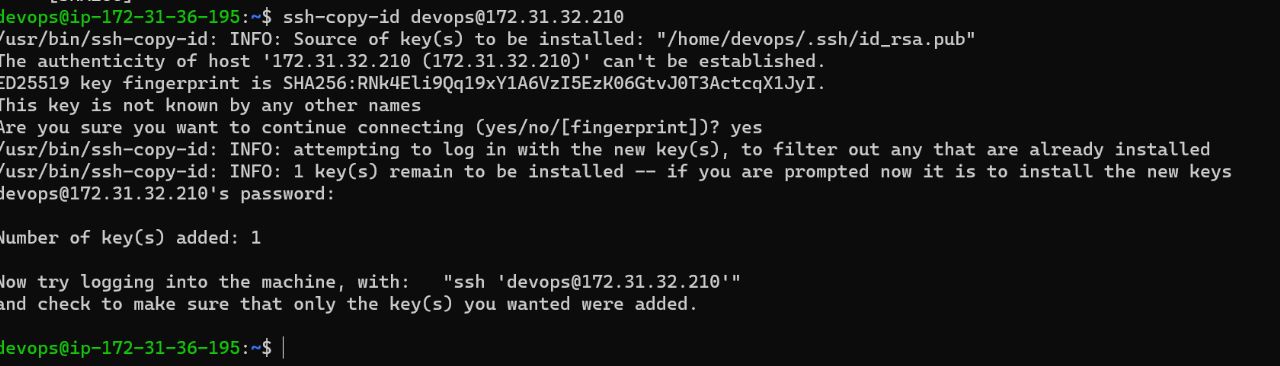 devops@ip-172-31-36-195:~$ ssh-copy-id devops@172.31.32.210
/usr/bin/ssh-copy-id: INFO: Source of key(s) to be installed: "/home/devops/.ssh/id_rsa.pub"
The authenticity of host '172.31.32.210 (172.31.32.210)' can't be established.
ED25519 key fingerprint is SHA256:RNk4Eli9Qq19xY1A6VzI5EzK06GtvJ0T3ActcqX1JyI.
This key is not known by any other names
Are you sure you want to continue connecting (yes/no/[fingerprint])? yes
/usr/bin/ssh-copy-id: INFO: attempting to log in with the new key(s), to filter out any that are already installed
/usr/bin/ssh-copy-id: INFO: 1 key(s) remain to be installed -- if you are prompted now it is to install the new keys
devops@172.31.32.210's password:
Number of key(s) added: 1
Now try logging into the machine, with:   "ssh 'devops@172.31.32.210'"
and check to make sure that only the key(s) you wanted were added.
devops@ip-172-31-36-195:~$